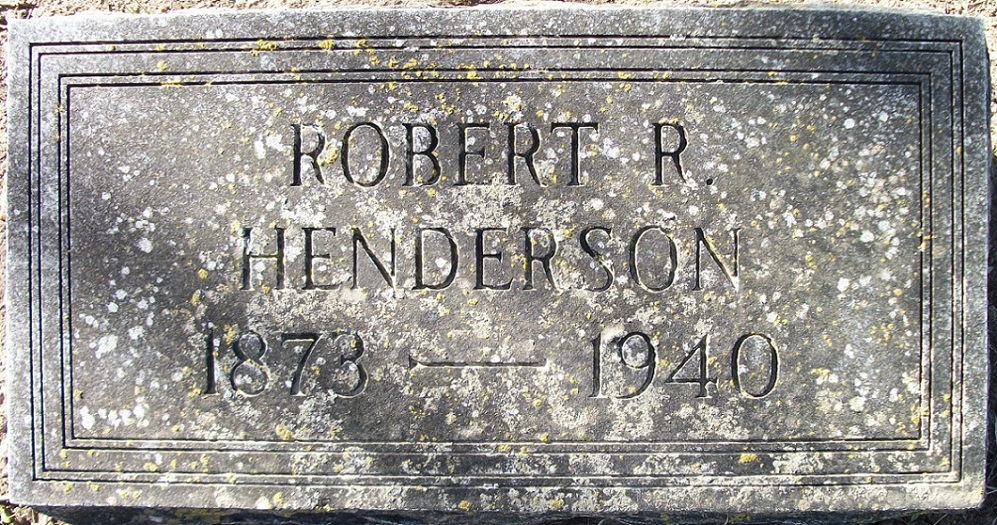 ROBERT R.
HENDERSON
1873 — 1940